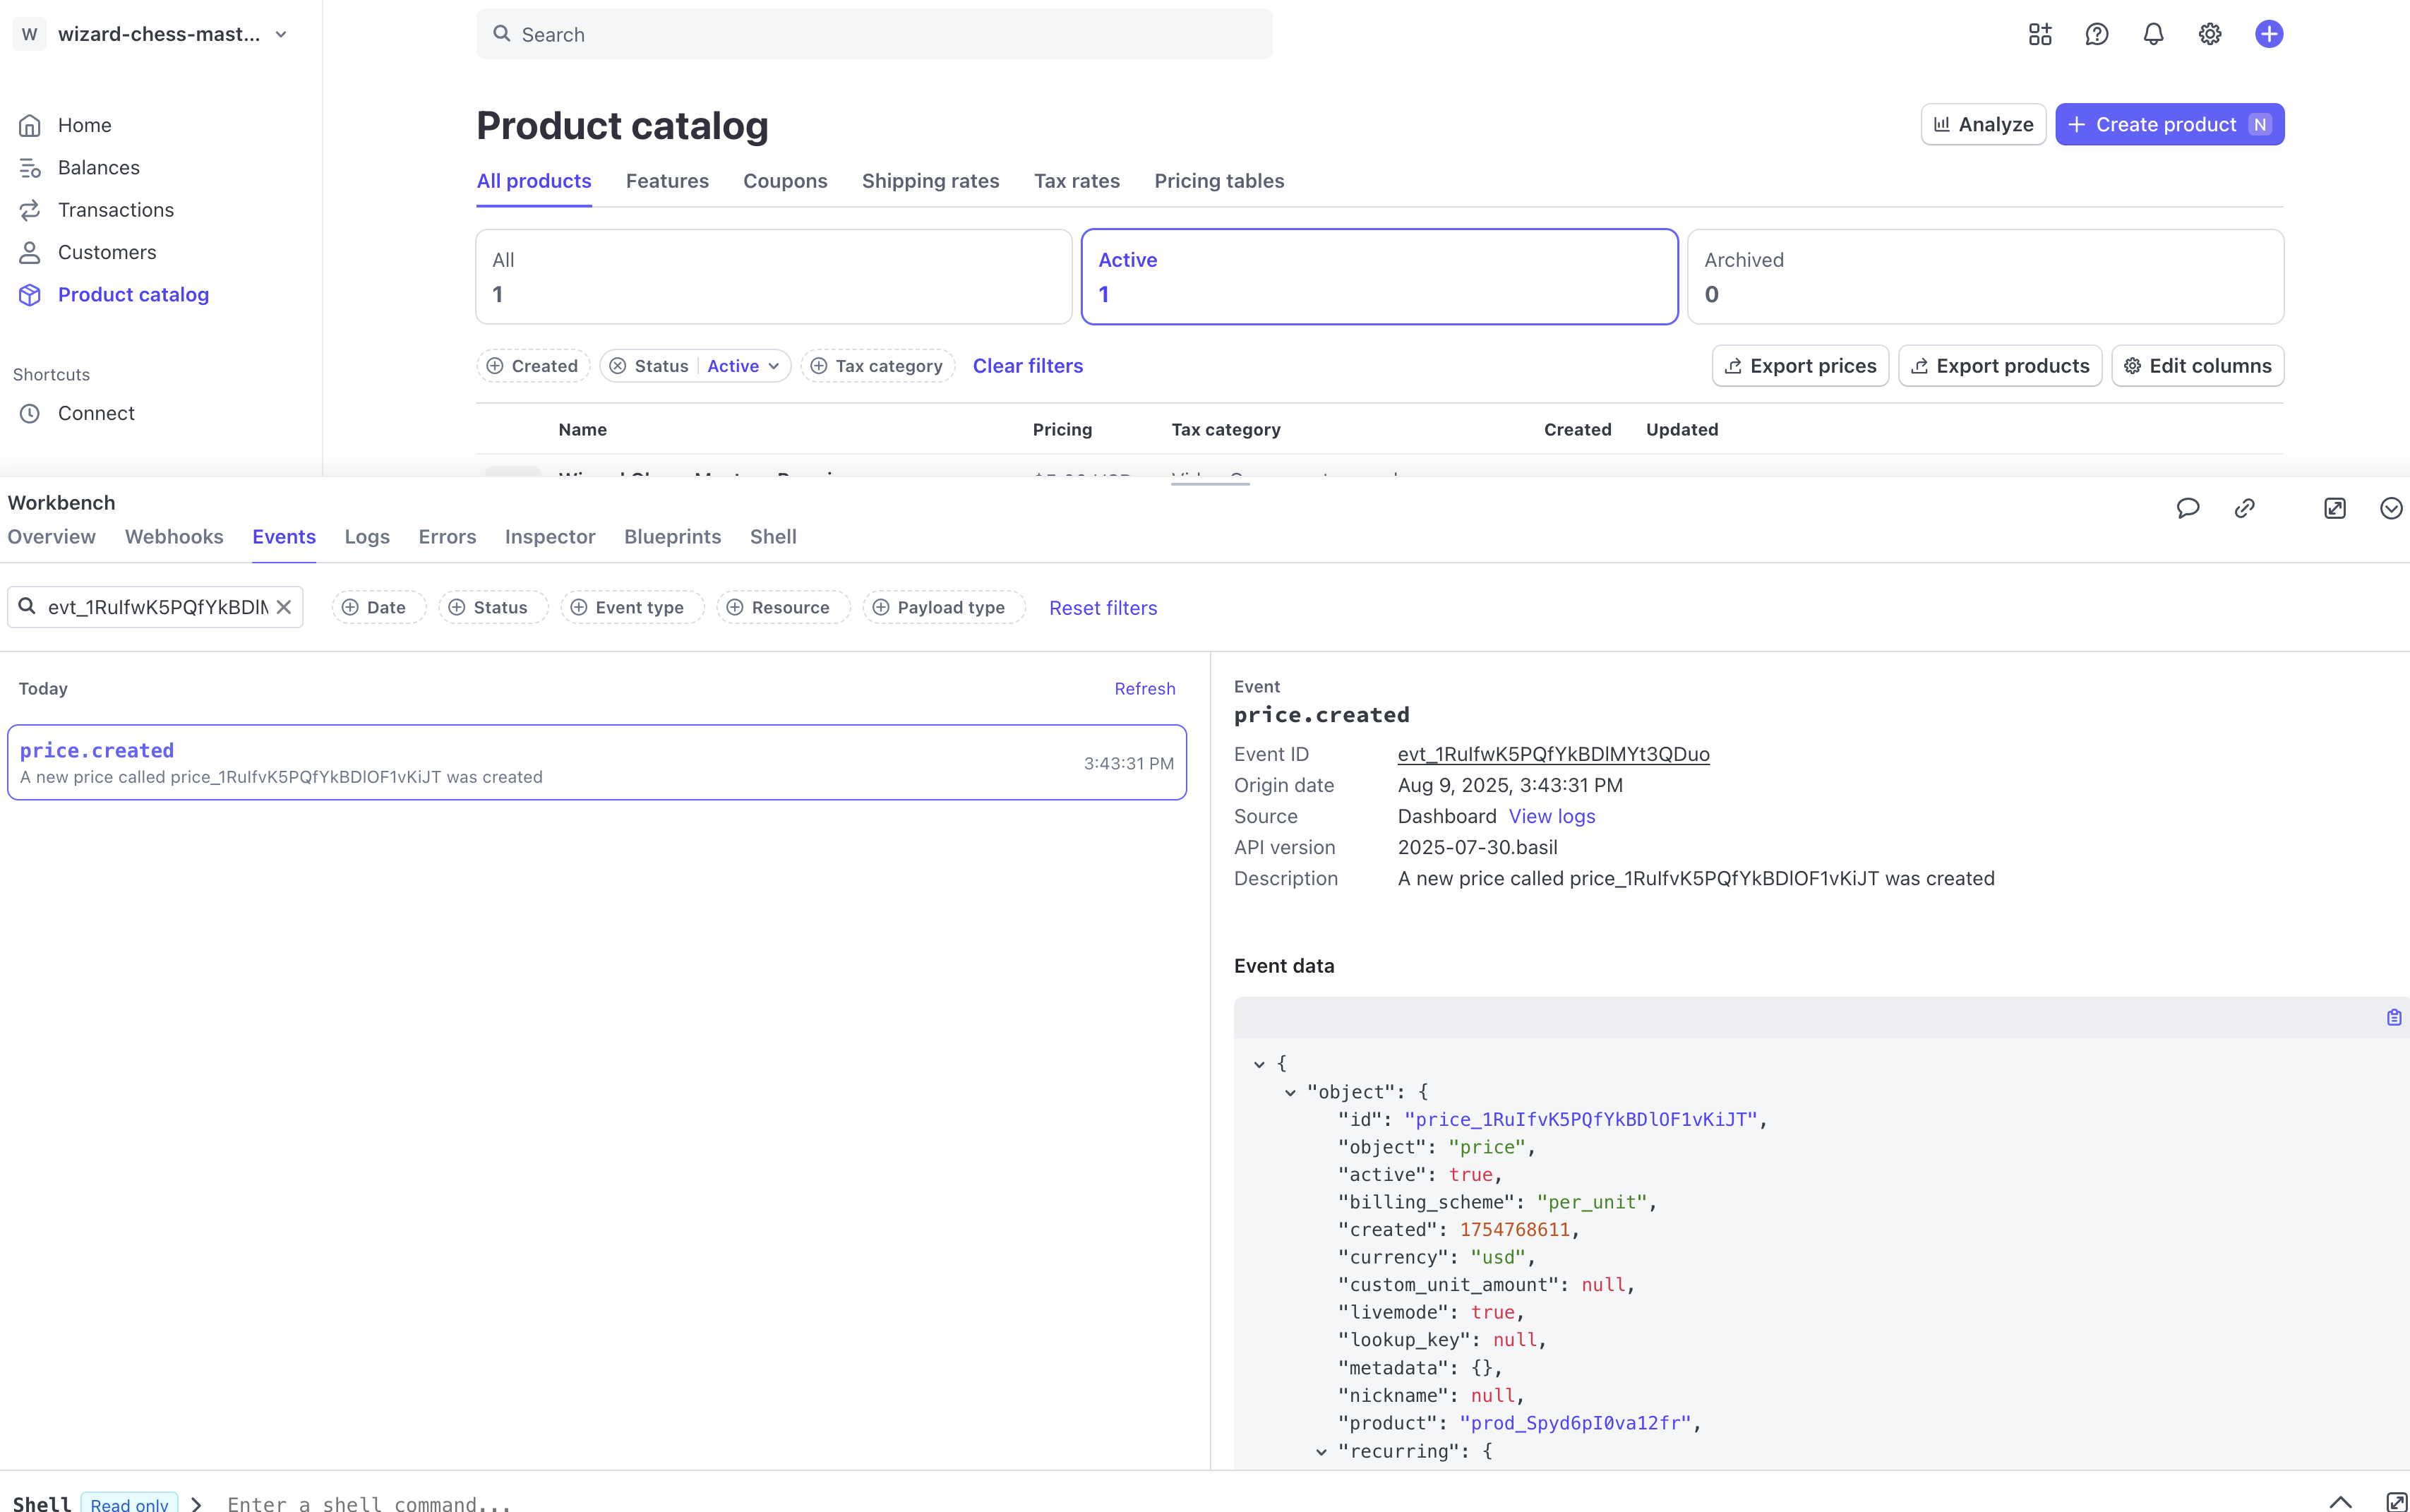 W wizard-chess-mast...
Search
Home
Balances
Transactions
Customers
Product catalog
Shortcuts
Connect
Product catalog
Analyze
Create product N
All products Features Coupons Shipping rates Tax rates Pricing tables
All
1
Active
1
Archived
0
Created Status Active Tax category Clear filters
Export prices Export products Edit columns
Name Pricing Tax category Created Updated
Workbench
Overview Webhooks Events Logs Errors Inspector Blueprints Shell
evt_1RuIfwK5PQfYkBDlM
Date Status Event type Resource Payload type Reset filters
Today Refresh
price.created
A new price called price_1RuIfvK5PQfYkBDlOF1vKiJT was created
3:43:31 PM
Event
price.created
Event ID evt_1RuIfwK5PQfYkBDlMYt3QDuo
Origin date Aug 9, 2025, 3:43:31 PM
Source Dashboard View logs
API version 2025-07-30.basil
Description A new price called price_1RuIfvK5PQfYkBDlOF1vKiJT was created
Event data
{
"object": {
"id": "price_1RuIfvK5PQfYkBDlOF1vKiJT",
"object": "price",
"active": true,
"billing_scheme": "per_unit",
"created": 1754768611,
"currency": "usd",
"custom_unit_amount": null,
"livemode": true,
"lookup_key": null,
"metadata": {},
"nickname": null,
"product": "prod_Spyd6pI0va12fr",
"recurring": {
Shell Read only Enter a shell command...